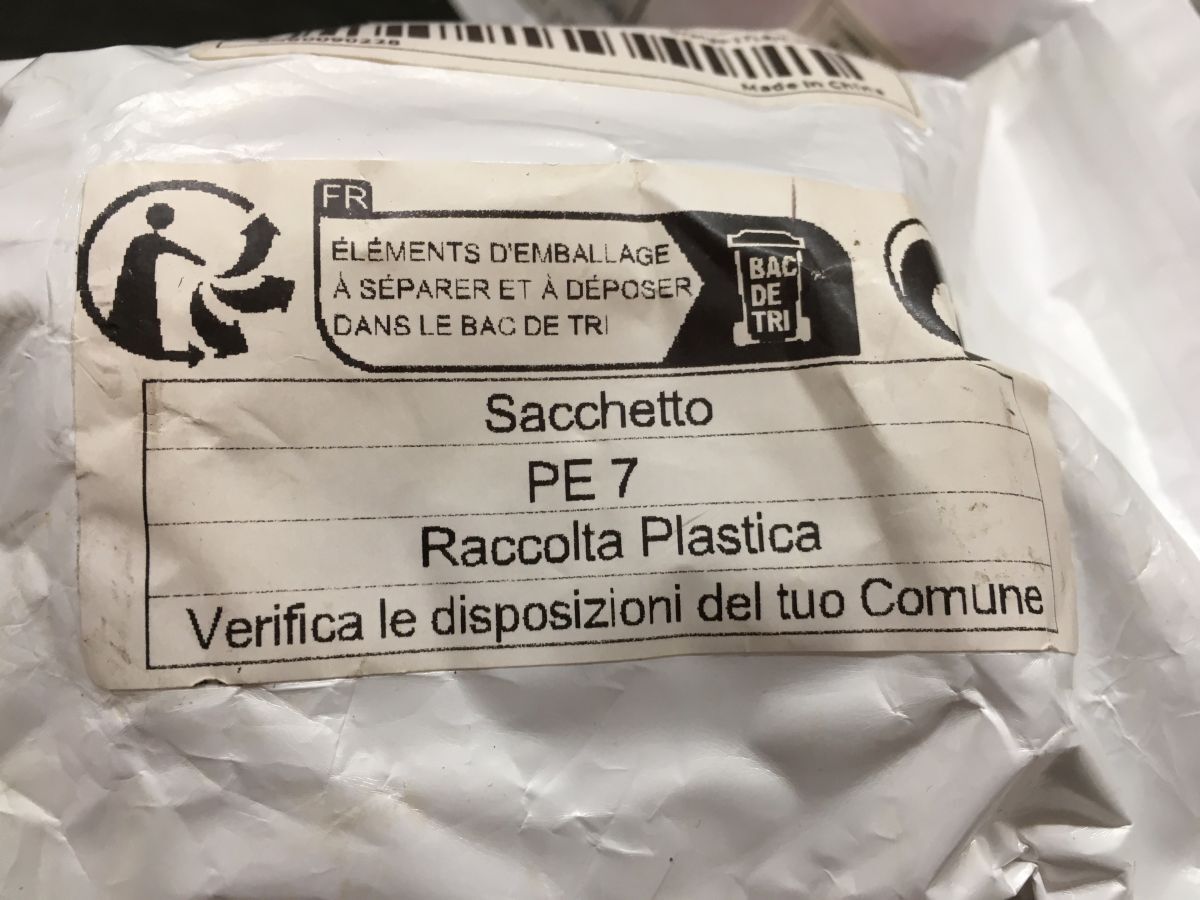 Made in China
FR
ÉLÉMENTS D'EMBALLAGE
À SÉPARER ET À DÉPOSER
DANS LE BAC DE TRI
BAC
DE
TRI
Sacchetto
PE 7
Raccolta Plastica
Verifica le disposizioni del tuo Comune